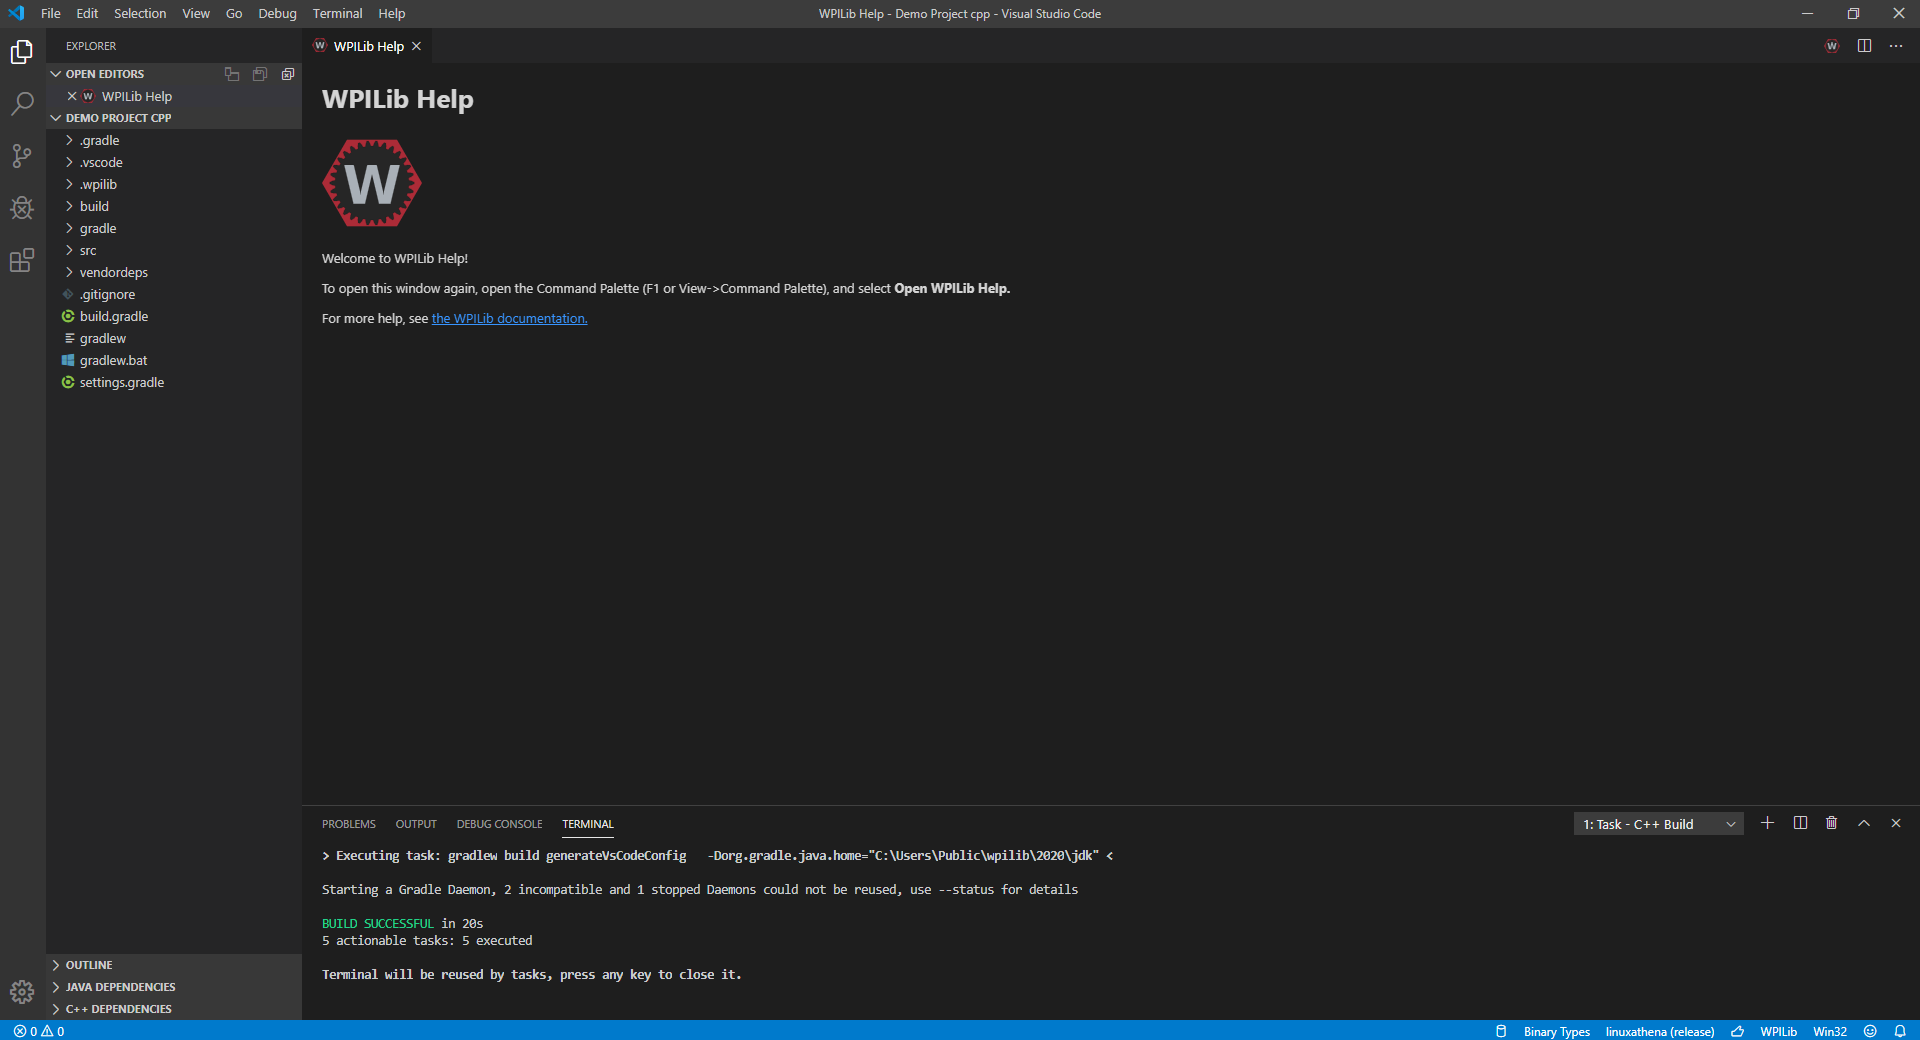 File Edit Selection View Go Debug Terminal Help
WPILib Help - Demo Project cpp - Visual Studio Code
EXPLORER
OPEN EDITORS
W WPILib Help
DEMO PROJECT CPP
.gradle
.vscode
.wpilib
build
gradle
src
vendordeps
.gitignore
build.gradle
gradlew
gradlew.bat
settings.gradle
OUTLINE
JAVA DEPENDENCIES
C++ DEPENDENCIES
W WPILib Help
W
WPILib Help
W
Welcome to WPILib Help!
To open this window again, open the Command Palette (F1 or View->Command Palette), and select Open WPILib Help.
For more help, see the WPILib documentation.
PROBLEMS OUTPUT DEBUG CONSOLE TERMINAL
1: Task - C++ Build
> Executing task: gradlew build generateVsCodeConfig -Dorg.gradle.java.home="C:\Users\Public\wpilib\2020\jdk" <
Starting a Gradle Daemon, 2 incompatible and 1 stopped Daemons could not be reused, use --status for details
BUILD SUCCESSFUL in 20s
5 actionable tasks: 5 executed
Terminal will be reused by tasks, press any key to close it.
0 0
Binary Types linuxathena (release) WPILib Win32